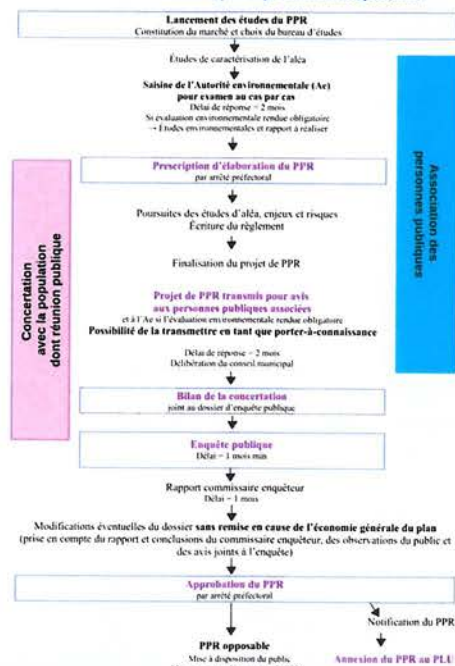 Lancement des études du PPR
Constitution du marché et choix du bureau d'études
Études de caractérisation de l'aléa
Saisine de l'Autorité environnementale (Ae)
pour examen au cas par cas
Délai de réponse = 2 mois
Si évaluation environnementale rendue obligatoire
→ Etudes environnementales et rapport à réaliser
Prescription d'élaboration du PPR
par arrêté préfectoral
Poursuites des études d'aléa, enjeux et risques
Écriture du règlement
Finalisation du projet de PPR
Projet de PPR transmis pour avis
aux personnes publiques associées
et à l'Ae si l'évaluation environnementale rendue obligatoire
Possibilité de la transmettre en tant que porter-à-connaissance
Délai de réponse = 2 mois
Délibération du conseil municipal
Bilan de la concertation
joint au dossier d'enquête publique
Enquête publique
Délai = 1 mois min
Rapport commissaire enquêteur
Délai = 1 mois
Modifications éventuelles du dossier sans remise en cause de l'économie générale du plan
(prise en compte du rapport et conclusions du commissaire enquêteur, des observations du public et
des avis joints à l'enquête)
Approbation du PPR
par arrêté préfectoral
Notification du PPR
PPR opposable
Mise à disposition du public
Annexion du PPR au PLU
Concertation
avec la population
dont réunion publique
Association des
personnes publiques